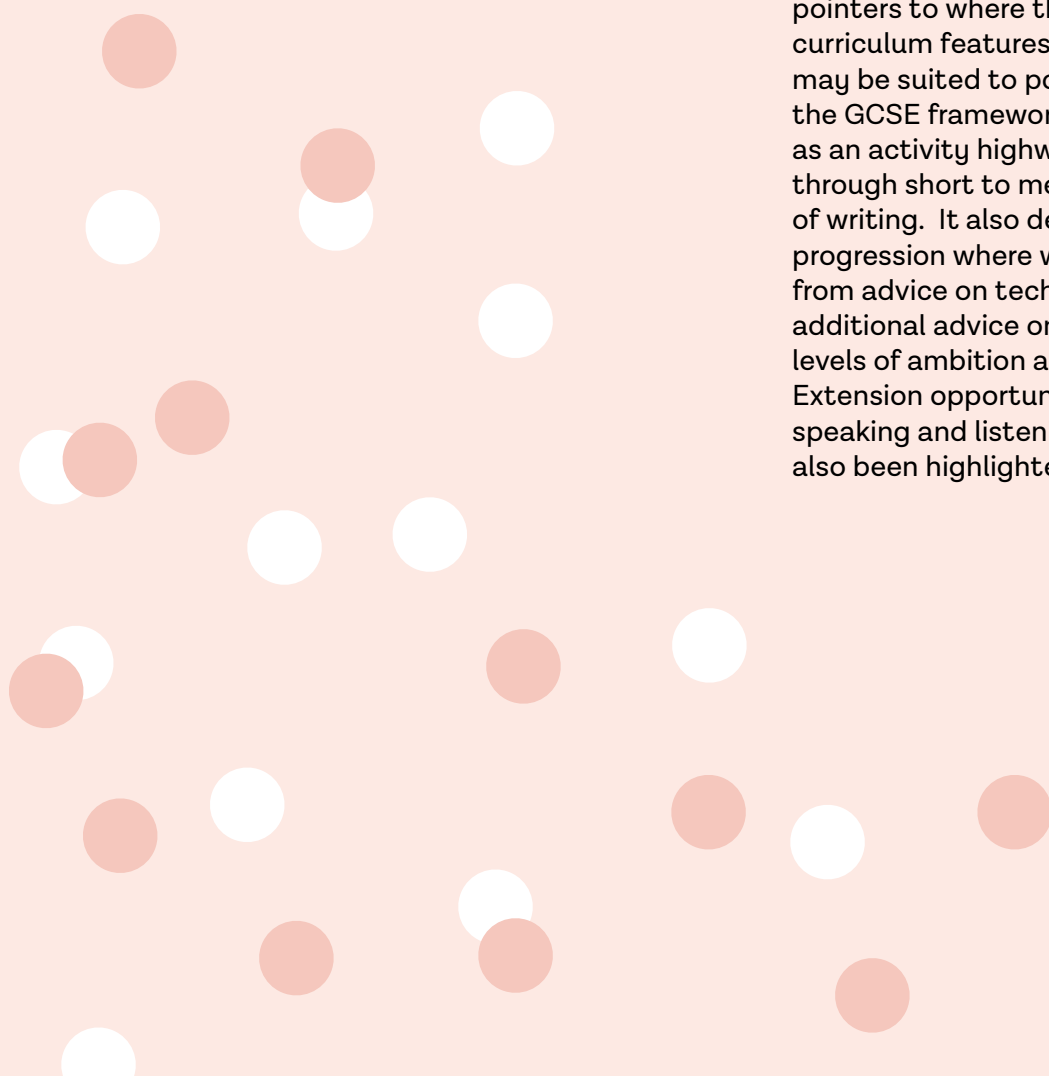 pointers to where
curriculum features
may be suited to
the GCSE
as an activity
through short to
of writing.  It also
progression where
from advice on
additional advice
levels of ambition
Extension
speaking and
also been